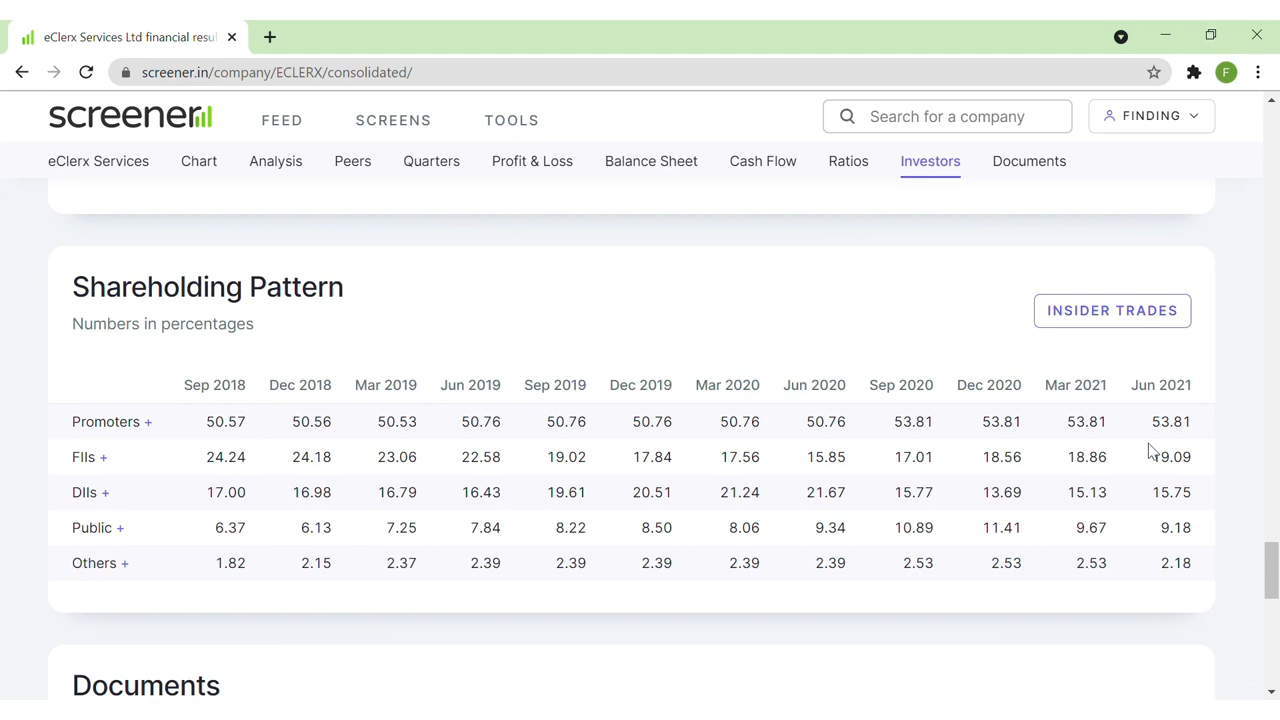 eClerx Services Ltd financial resu
screener.in/company/ECLERX/consolidated/
F
screener FEED SCREENS TOOLS Search for a company FINDING
eClerx Services Chart Analysis Peers Quarters Profit & Loss Balance Sheet Cash Flow Ratios Investors Documents
Shareholding Pattern
Numbers in percentages
INSIDER TRADES
Sep 2018 Dec 2018 Mar 2019 Jun 2019 Sep 2019 Dec 2019 Mar 2020 Jun 2020 Sep 2020 Dec 2020 Mar 2021 Jun 2021
Promoters + 50.57 50.56 50.53 50.76 50.76 50.76 50.76 50.76 53.81 53.81 53.81 53.81
FIIs + 24.24 24.18 23.06 22.58 19.02 17.84 17.56 15.85 17.01 18.56 18.86 19.09
DIIs + 17.00 16.98 16.79 16.43 19.61 20.51 21.24 21.67 15.77 13.69 15.13 15.75
Public + 6.37 6.13 7.25 7.84 8.22 8.50 8.06 9.34 10.89 11.41 9.67 9.18
Others + 1.82 2.15 2.37 2.39 2.39 2.39 2.39 2.39 2.53 2.53 2.53 2.18
Documents